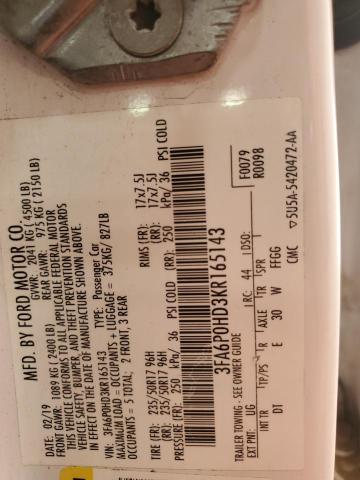 MFD. BY FORD MOTOR CO.
02/19 GVWR: 2041 KG ( 4500 LB)
FRONT GAWR: 1089 KG (2400 LB) REAR GAWR: 975 KG ( 2150 LB)
THIS VEHICLE CONFORMS TO ALL APPLICABLE FEDERAL MOTOR
VEHICLE SAFETY, BUMPER, AND THEFT PREVENTION STANDARDS
IN EFFECT ON THE DATE OF MANUFACTURE SHOWN ABOVE.
VIN: 3FA6P0HD3KR165143 TYPE: Passenger Car
MAXIMUM LOAD= OCCUPANTS + LUGGAGE = 375KG/ 827LB
OCCUPANTS = 5 TOTAL; 2 FRONT, 3 REAR
TIRE (FR): 235/50R17 96H RIMS (FR): 17x7.5J
TIRE (RR): 235/50R17 96H (RR): 17x7.5J
PRESSURE (FR): 250 kPa/ 36 PSI COLD (RR): 250 kPa/ 36 PSI COLD
3FA6P0HD3KR165143
F0079
R0098
TRAILER TOWING - SEE OWNER GUIDE
EXT PNT: UG RC: 44 DSO:
INT TR TP/PS R AXLE TR SPR
DT E 30 W FFGG
CMC ▽5U5A-5420472-AA